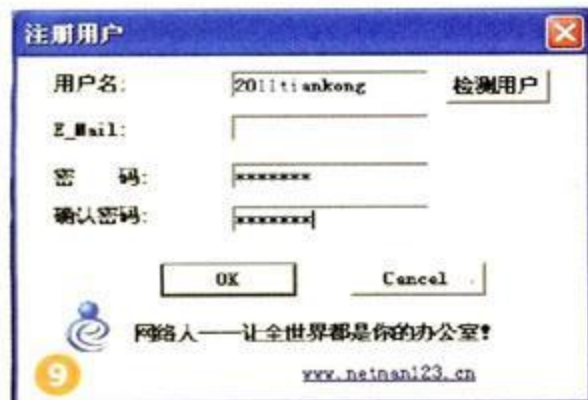 注册用户
用户名: 2011tiankong 检测用户
E_Mail:
密 码: *******
确认密码: *******
OK Cancel
网络人——让全世界都是你的办公室!
www.netman123.cn
9